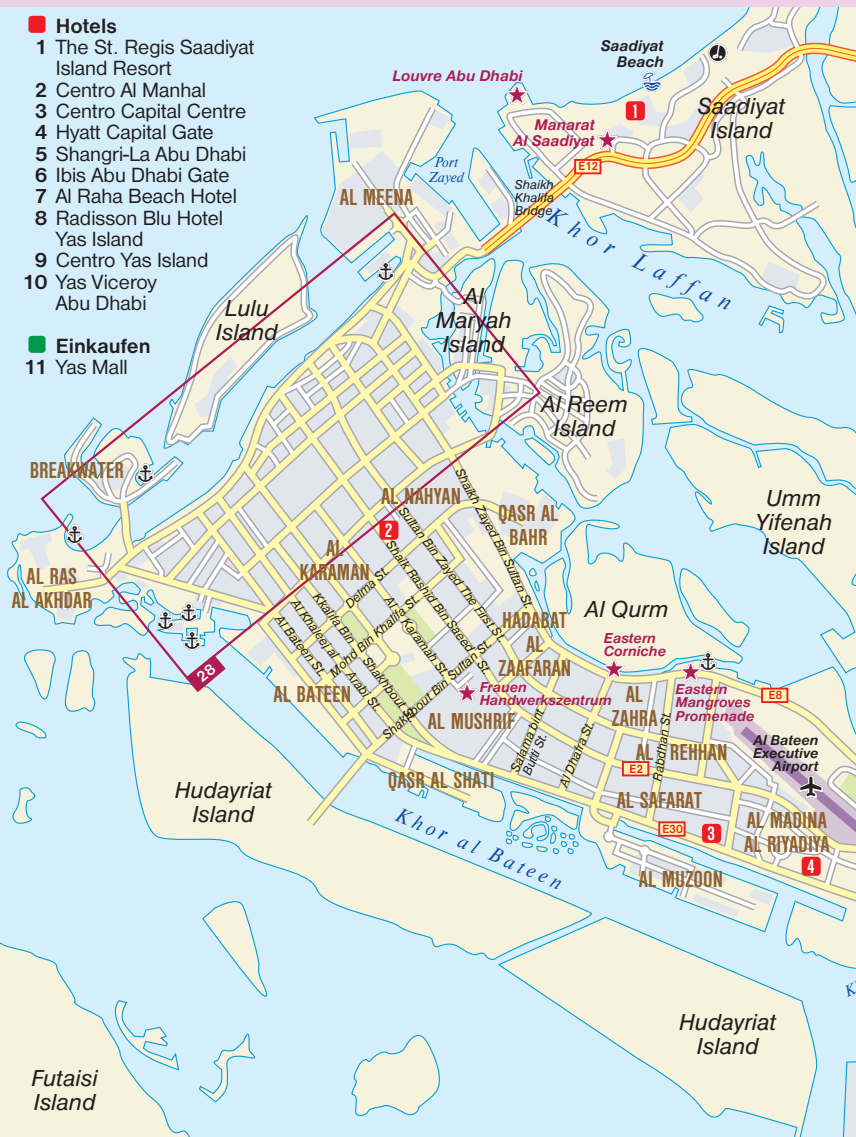 Hotels
1 The St. Regis Saadiyat
Island Resort
2 Centro Al Manhal
3 Centro Capital Centre
4 Hyatt Capital Gate
5 Shangri-La Abu Dhabi
6 Ibis Abu Dhabi Gate
7 Al Raha Beach Hotel
8 Radisson Blu Hotel
Yas Island
9 Centro Yas Island
10 Yas Viceroy
Abu Dhabi
Einkaufen
11 Yas Mall
Saadiyat
Beach
Louvre Abu Dhabi
1
Saadiyat
Island
Manarat
Al Saadiyat
E12
Port
Zayed
AL MEENA
Shaikh
Khalifa
Bridge
Khor Laffan
Lulu
Island
Al
Maryah
Island
Al Reem
Island
BREAKWATER
AL NAHYAN
QASR AL
BAHR
Umm
Yifenah
Island
2
AL
KARAMAN
AL RAS
AL AKHDAR
Shaikh Zayed Bin Sultan St.
Sultan Bin Zayed The First St.
Shaik Rashid Bin Saeed St.
Delma St.
Al Karamah St.
Mohd Bin Khalifa St.
Khalifa Bin Shakhbout St.
Al Khaleej al Arabi St.
Al Bateen St.
Shakhbout Bin Sultan St.
HADABAT
AL
ZAAFARAN
Al Qurm
Eastern
Corniche
28
AL BATEEN
Frauen
Handwerkszentrum
AL MUSHRIF
AL
ZAHRA
Eastern
Mangroves
Promenade
E8
Salama bint
Butti St.
Al Dhafra St.
Rabdhan St.
AL REHHAN
Al Bateen
Executive
Airport
E2
QASR AL SHATI
Hudayriat
Island
AL SAFARAT
E30
3
AL MADINA
AL RIYADIYA
4
Khor al Bateen
AL MUZOON
Hudayriat
Island
Futaisi
Island